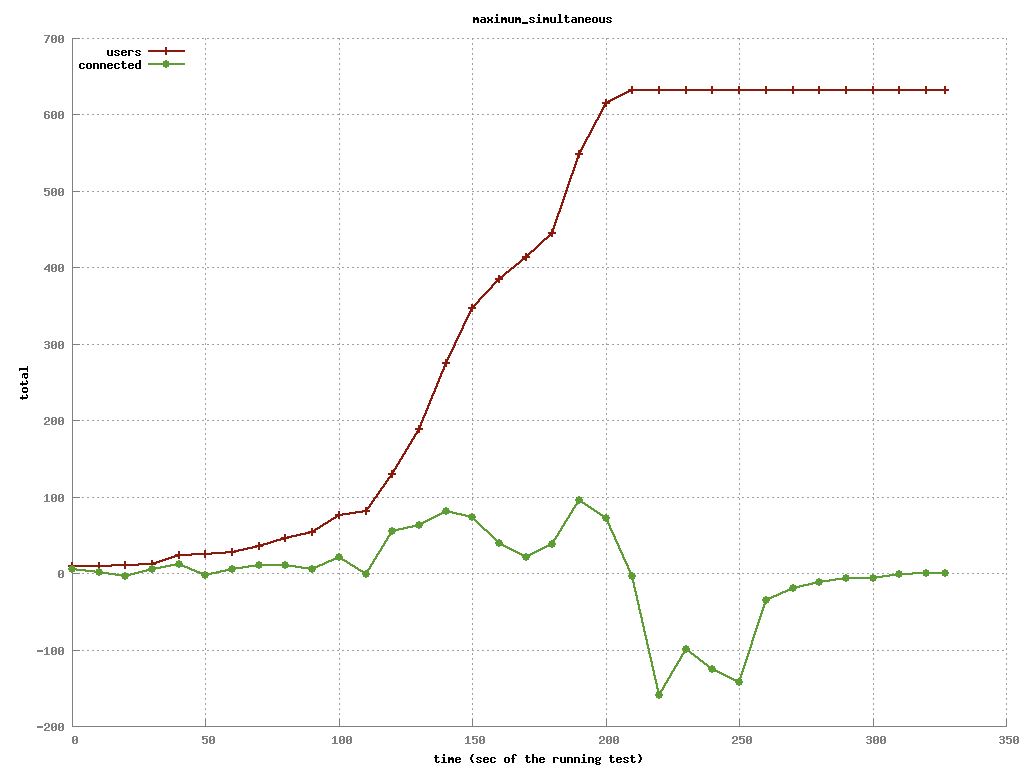 maximum_simultaneous
700
users
connected
600
500
400
300
200
100
0
-100
-200
total
0 50 100 150 200 250 300 350
time (sec of the running test)